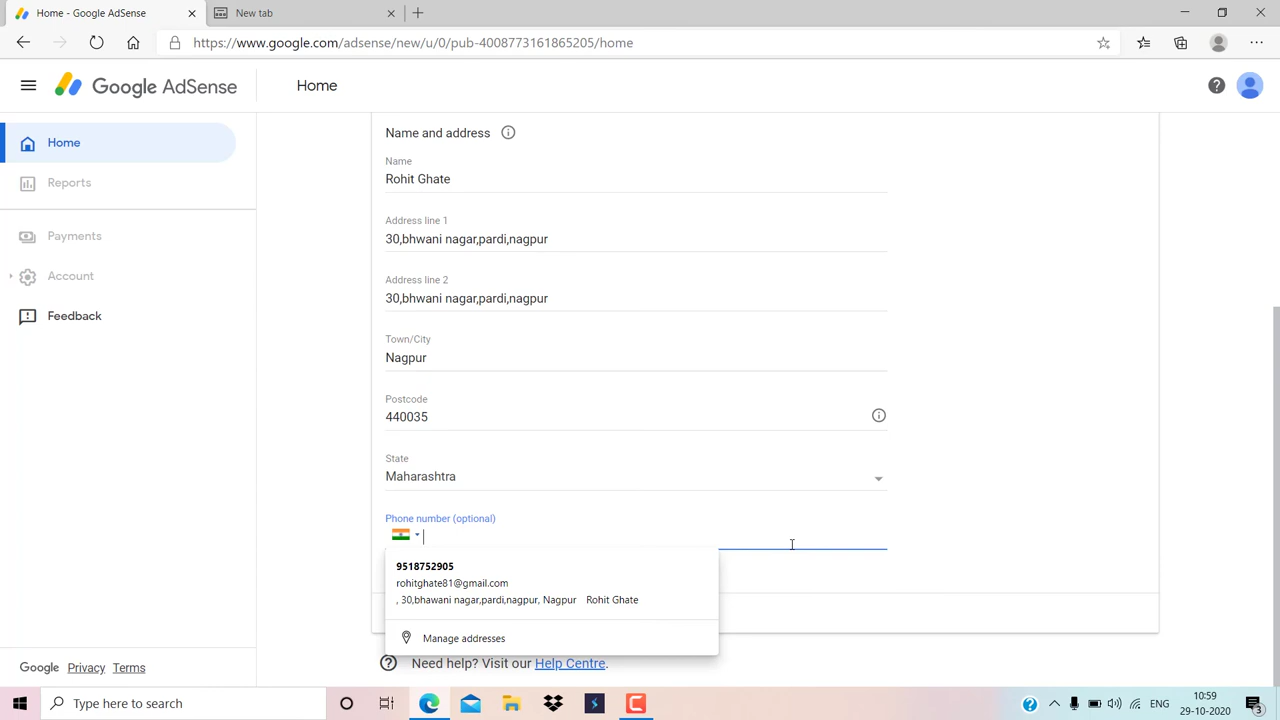 Home - Google AdSense
New tab
https://www.google.com/adsense/new/u/0/pub-4008773161865205/home
Google AdSense
Home
Home
Reports
Payments
Account
Feedback
Name and address
Name
Rohit Ghate
Address line 1
30,bhwani nagar,pardi,nagpur
Address line 2
30,bhwani nagar,pardi,nagpur
Town/City
Nagpur
Postcode
440035
State
Maharashtra
Phone number (optional)
9518752905
rohitghate81@gmail.com
, 30,bhawani nagar,pardi,nagpur, Nagpur Rohit Ghate
Manage addresses
Need help? Visit our Help Centre.
Google Privacy Terms
Type here to search
ENG
10:59
29-10-2020
3